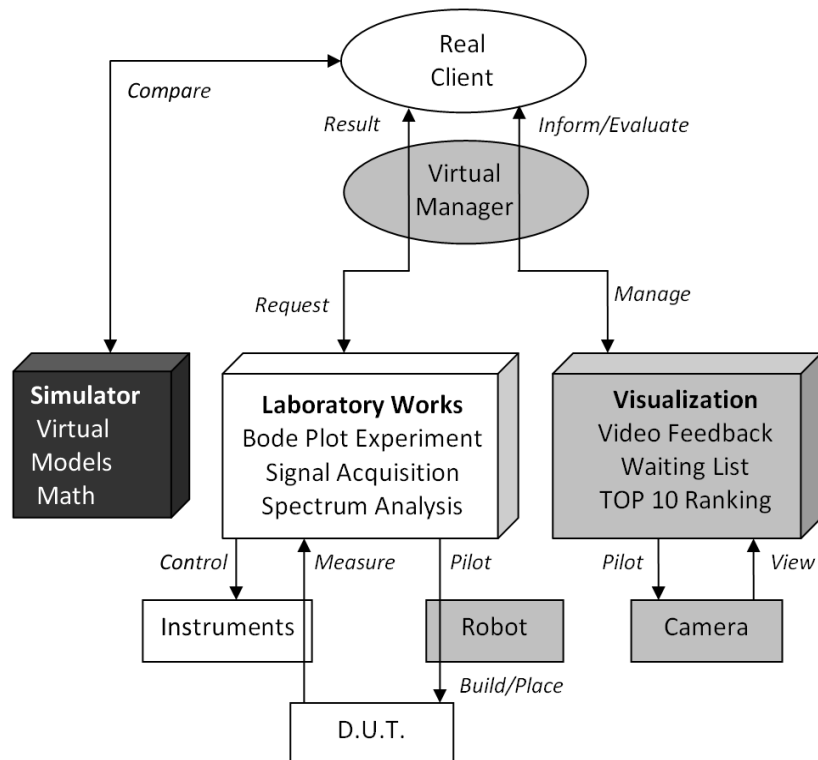 Real
Client
Compare
Result
Inform/Evaluate
Virtual
Manager
Request
Manage
Simulator
Virtual
Models
Math
Laboratory Works
Bode Plot Experiment
Signal Acquisition
Spectrum Analysis
Visualization
Video Feedback
Waiting List
TOP 10 Ranking
Control
Measure
Pilot
Pilot
View
Instruments
Robot
Camera
Build/Place
D.U.T.